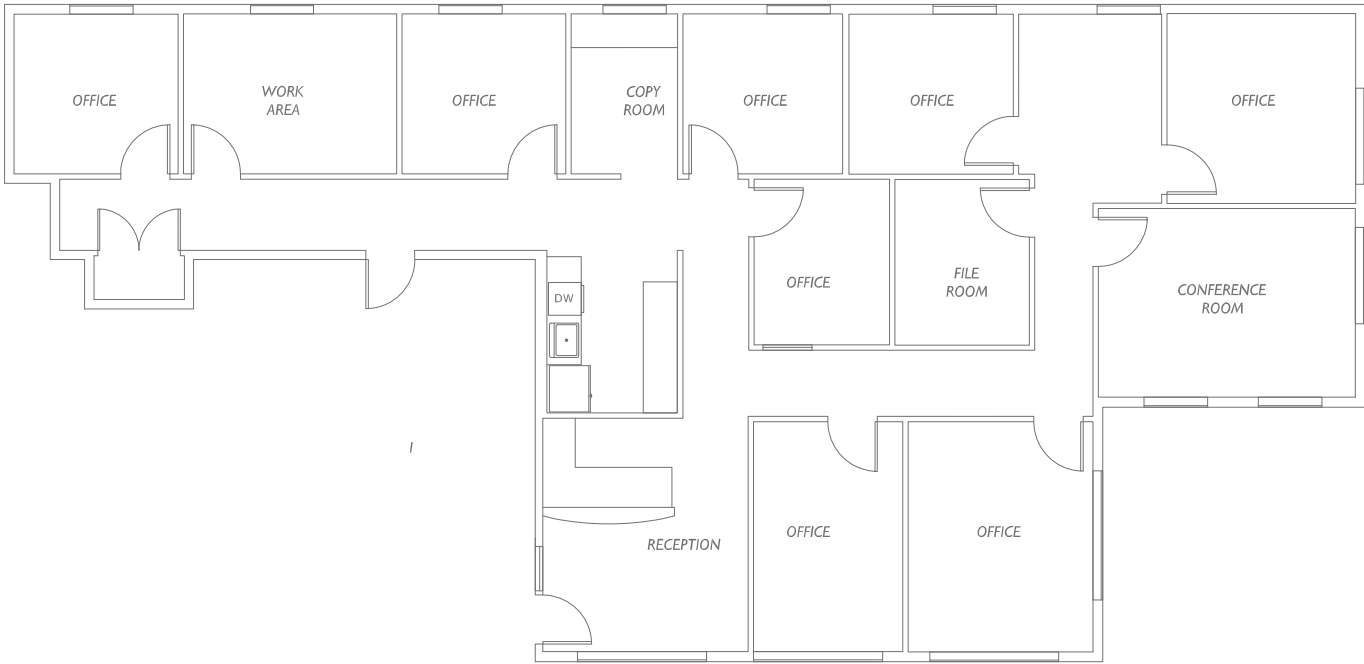 OFFICE
WORK
AREA
OFFICE
COPY
ROOM
OFFICE
OFFICE
OFFICE
OFFICE
FILE
ROOM
CONFERENCE
ROOM
DW
I
RECEPTION
OFFICE
OFFICE